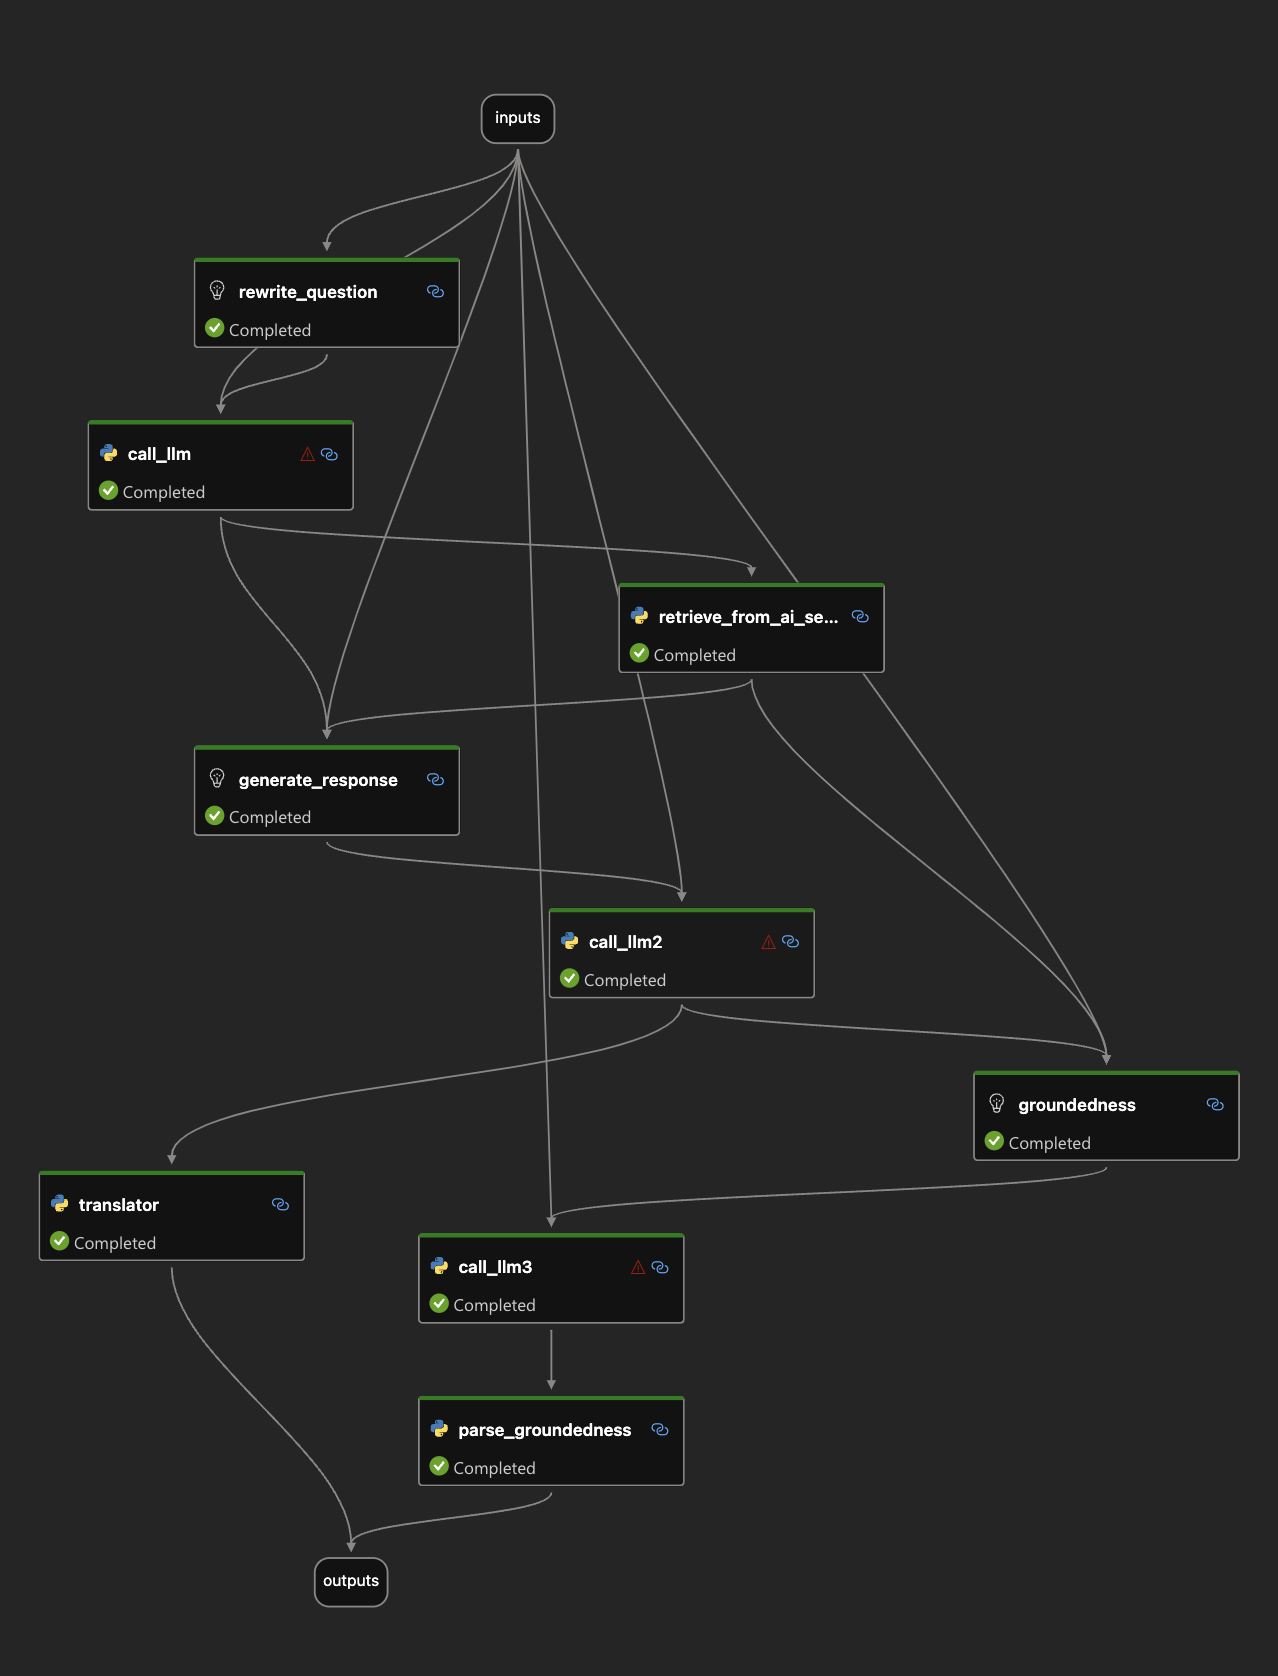 inputs
rewrite_question
Completed
call_llm
Completed
retrieve_from_ai_se...
Completed
generate_response
Completed
call_llm2
Completed
groundedness
Completed
translator
Completed
call_llm3
Completed
parse_groundedness
Completed
outputs